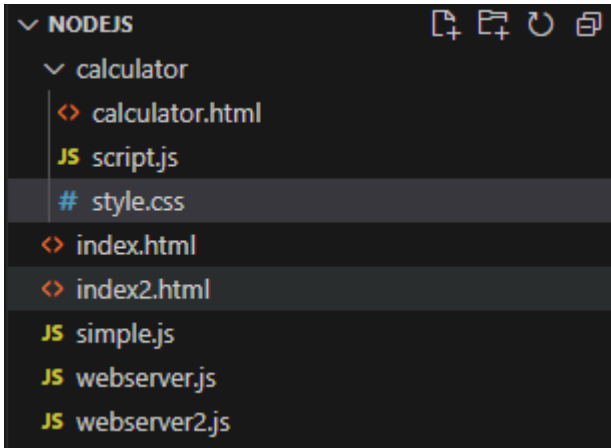 NODEJS
calculator
<> calculator.html
JS script.js
# style.css
<> index.html
<> index2.html
JS simple.js
JS webserver.js
JS webserver2.js